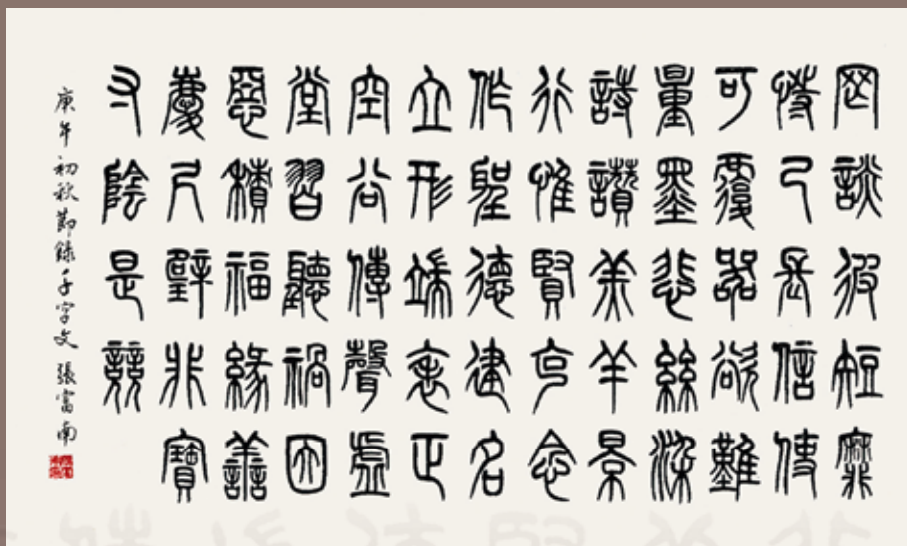 罔談彼短靡
恃己長信使
可覆器欲難
量墨悲絲染
詩讚羔羊景
行惟賢克念
作聖德建名
立形端表正
空谷傳聲虛
堂習聽禍因
惡積福緣善
慶尺璧非寶
寸陰是競
庚午初秋節錄千字文 張富南